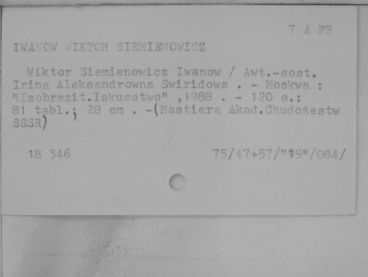 7 A FR
IWANOW WIKTOR SIEMIENOWICZ
Wiktor Siemienowicz Iwanow / Awt.-sost.
Irina Aleksandrowna Swiridowa . - Moskwa :
"Izobrazit.Iskusstwo" ,1988 . - 120 s.:
81 tabl.; 28 cm . -(Mastiera Akad.Chudożestw
SSSR)
18 346 75/47+57/"19"/084/